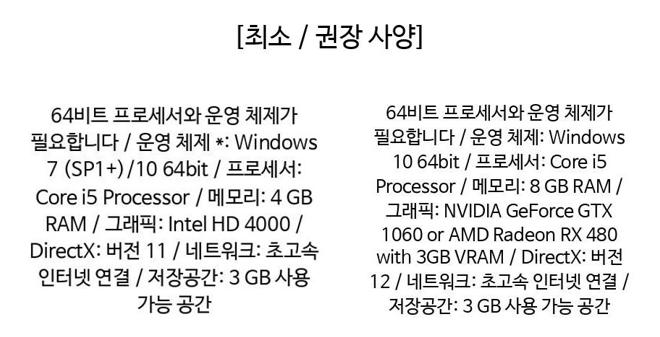 [최소 / 권장 사양]
64비트 프로세서와 운영 체제가
필요합니다 / 운영 체제 *: Windows
7 (SP1+)/10 64bit / 프로세서:
Core i5 Processor / 메모리: 4 GB
RAM / 그래픽: Intel HD 4000 /
DirectX: 버전 11 / 네트워크: 초고속
인터넷 연결 / 저장공간: 3 GB 사용
가능 공간
64비트 프로세서와 운영 체제가
필요합니다 / 운영 체제: Windows
10 64bit / 프로세서: Core i5
Processor / 메모리: 8 GB RAM /
그래픽: NVIDIA GeForce GTX
1060 or AMD Radeon RX 480
with 3GB VRAM / DirectX: 버전
12 / 네트워크: 초고속 인터넷 연결 /
저장공간: 3 GB 사용 가능 공간